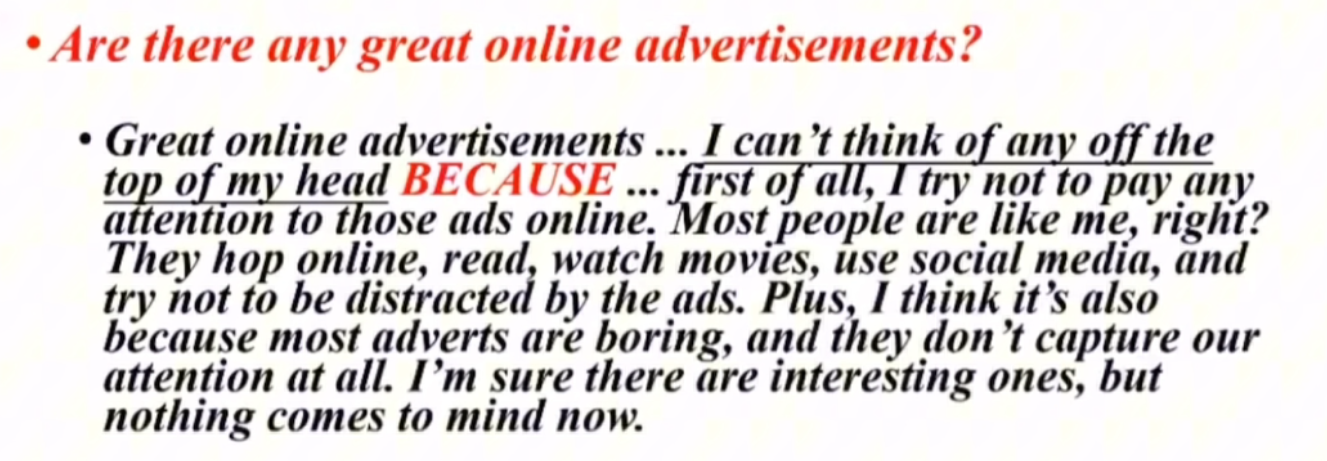 • Are there any great online advertisements?
• Great online advertisements ... I can't think of any off the
top of my head BECAUSE ... first of all, I try not to pay any
attention to those ads online. Most people are like me, right?
They hop online, read, watch movies, use social media, and
try not to be distracted by the ads. Plus, I think it's also
because most adverts are boring, and they don't capture our
attention at all. I'm sure there are interesting ones, but
nothing comes to mind now.